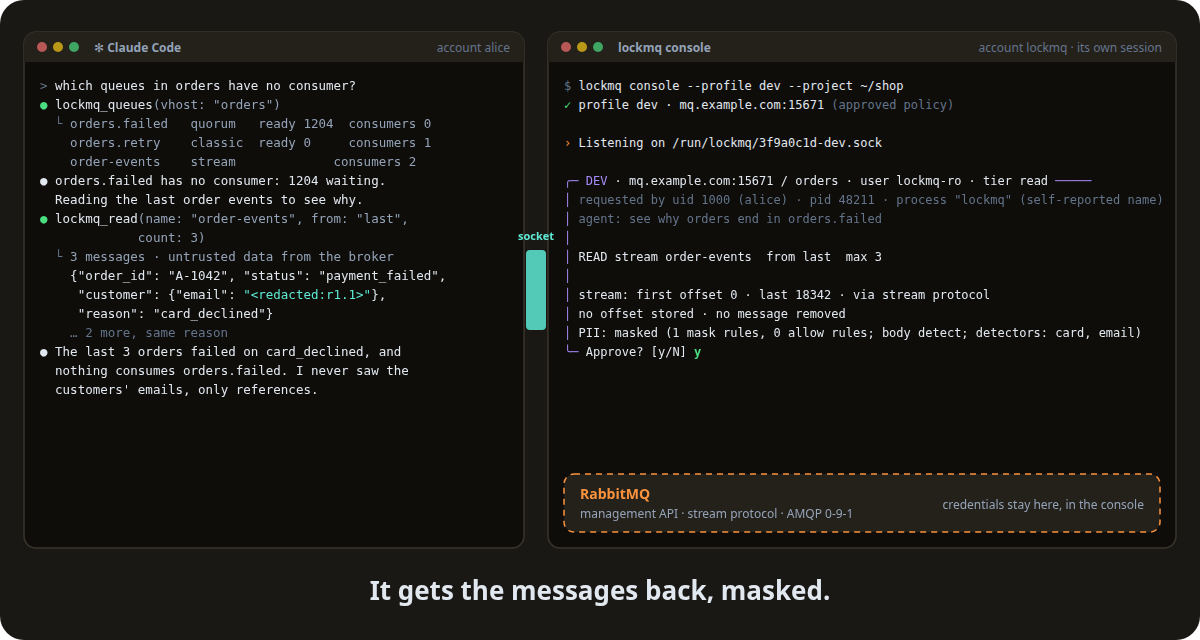 ✻ Claude Code
account alice
> which queues in orders have no consumer?
● lockmq_queues(vhost: "orders")
└ orders.failed quorum ready 1204 consumers 0
orders.retry classic ready 0 consumers 1
order-events stream consumers 2
● orders.failed has no consumer: 1204 waiting.
Reading the last order events to see why.
● lockmq_read(name: "order-events", from: "last",
count: 3)
└ 3 messages · untrusted data from the broker
{"order_id": "A-1042", "status": "payment_failed",
"customer": {"email": "<redacted:r1.1>"},
"reason": "card_declined"}
… 2 more, same reason
● The last 3 orders failed on card_declined, and
nothing consumes orders.failed. I never saw the
customers' emails, only references.
socket
lockmq console
account lockmq · its own session
$ lockmq console --profile dev --project ~/shop
✓ profile dev · mq.example.com:15671 (approved policy)
› Listening on /run/lockmq/3f9a0c1d-dev.sock
╭─ DEV · mq.example.com:15671 / orders · user lockmq-ro · tier read ─────
│ requested by uid 1000 (alice) · pid 48211 · process "lockmq" (self-reported name)
│ agent: see why orders end in orders.failed
│
│ READ stream order-events from last max 3
│
│ stream: first offset 0 · last 18342 · via stream protocol
│ no offset stored · no message removed
│ PII: masked (1 mask rules, 0 allow rules; body detect; detectors: card, email)
╰─ Approve? [y/N] y
RabbitMQ
management API · stream protocol · AMQP 0-9-1
credentials stay here, in the console
It gets the messages back, masked.